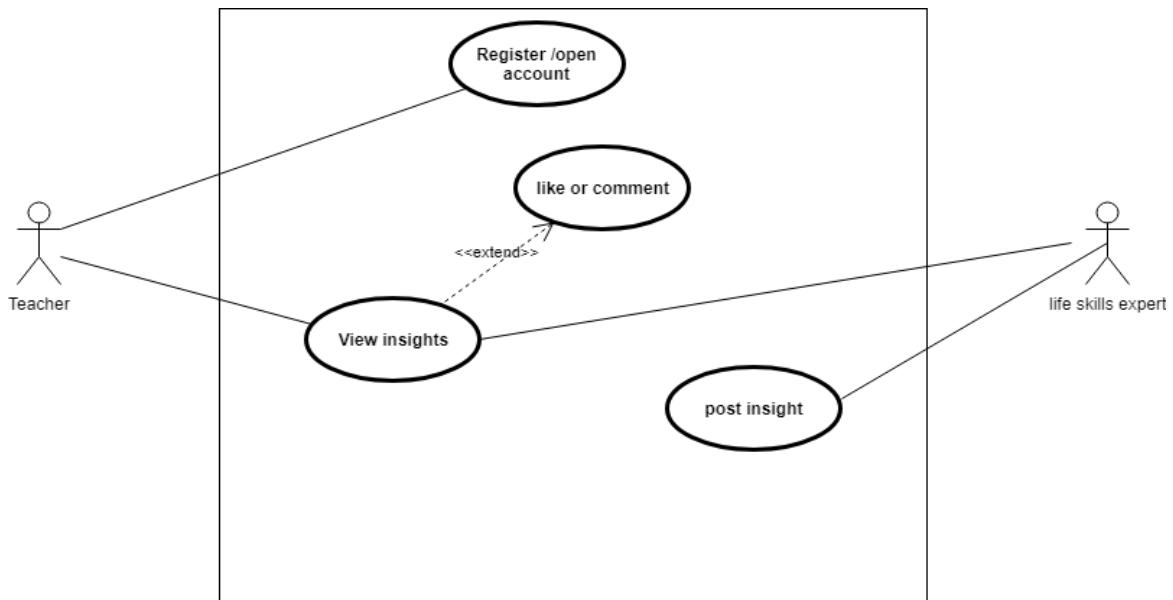 Register /open
account
like or comment
<<extend>>
Teacher
life skills expert
View insights
post insight